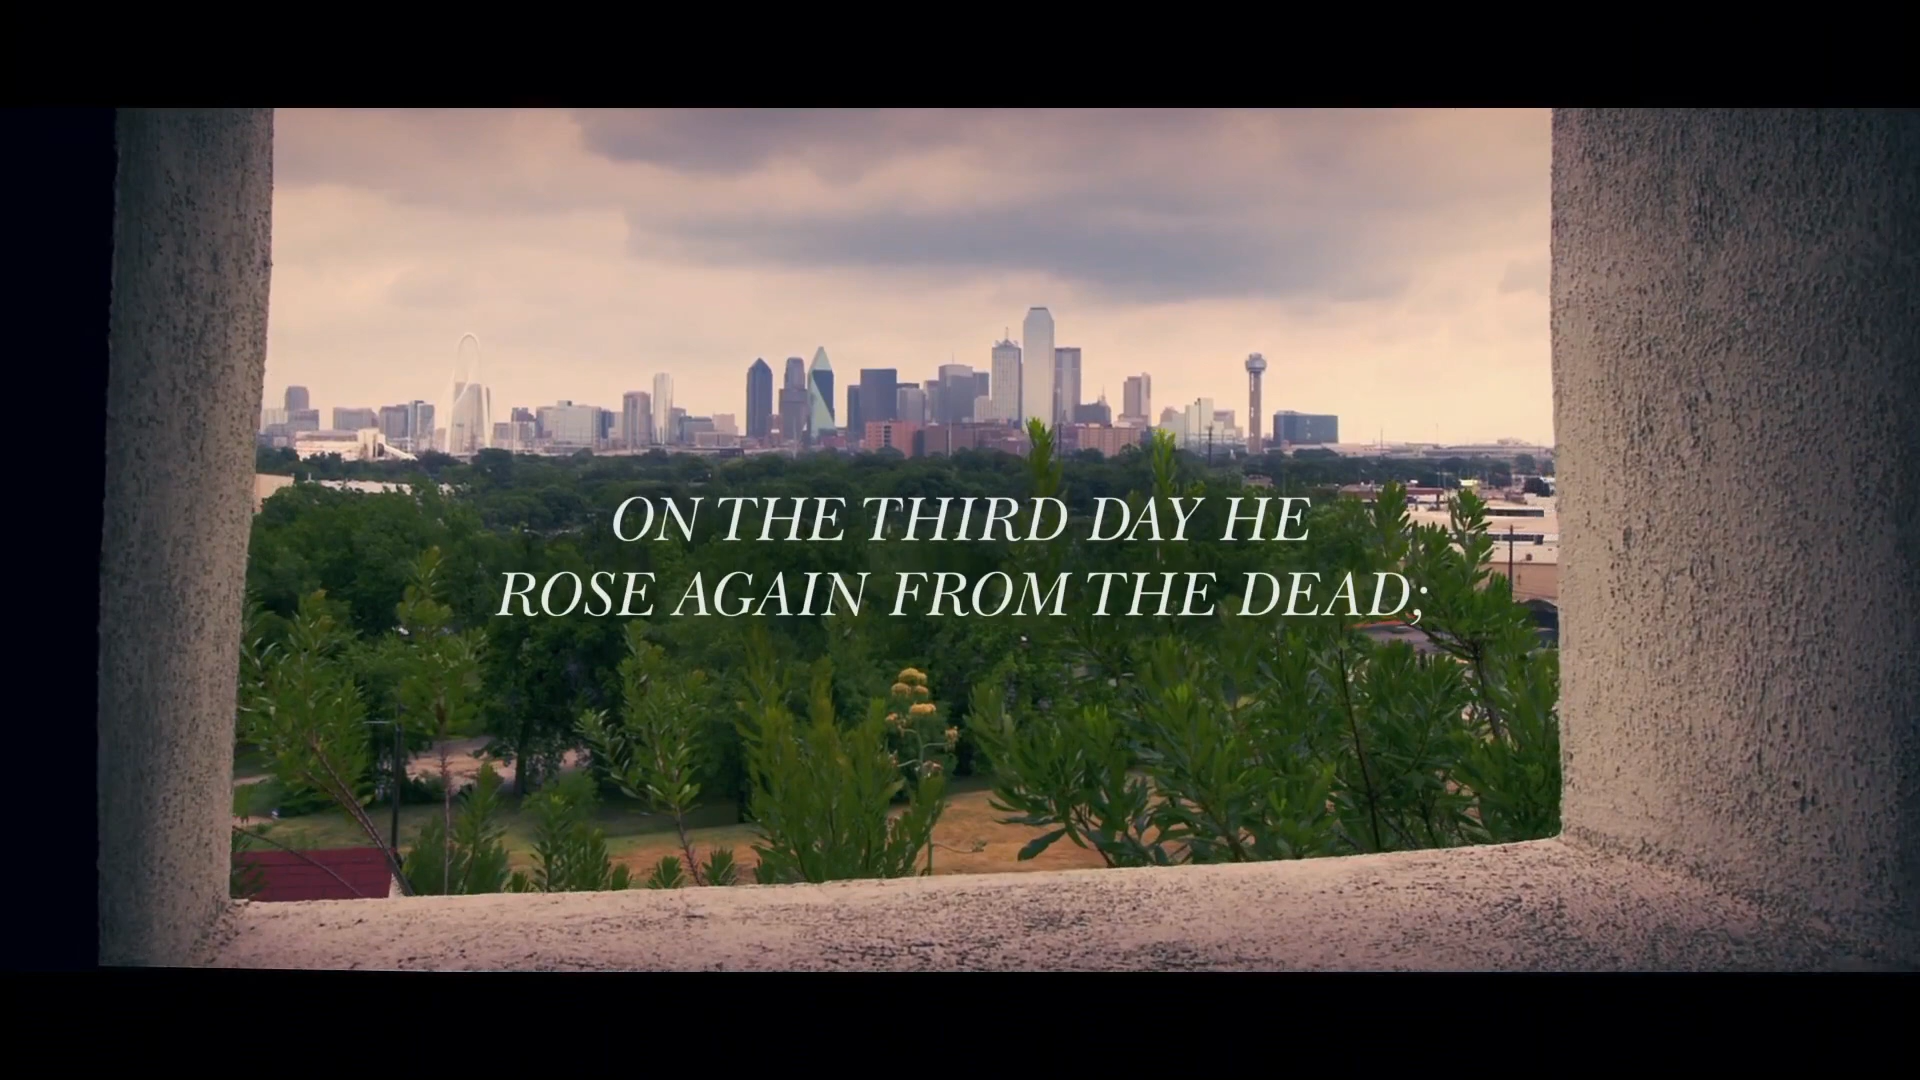 ON THE THIRD DAY HE
ROSE AGAIN FROM THE DEAD;